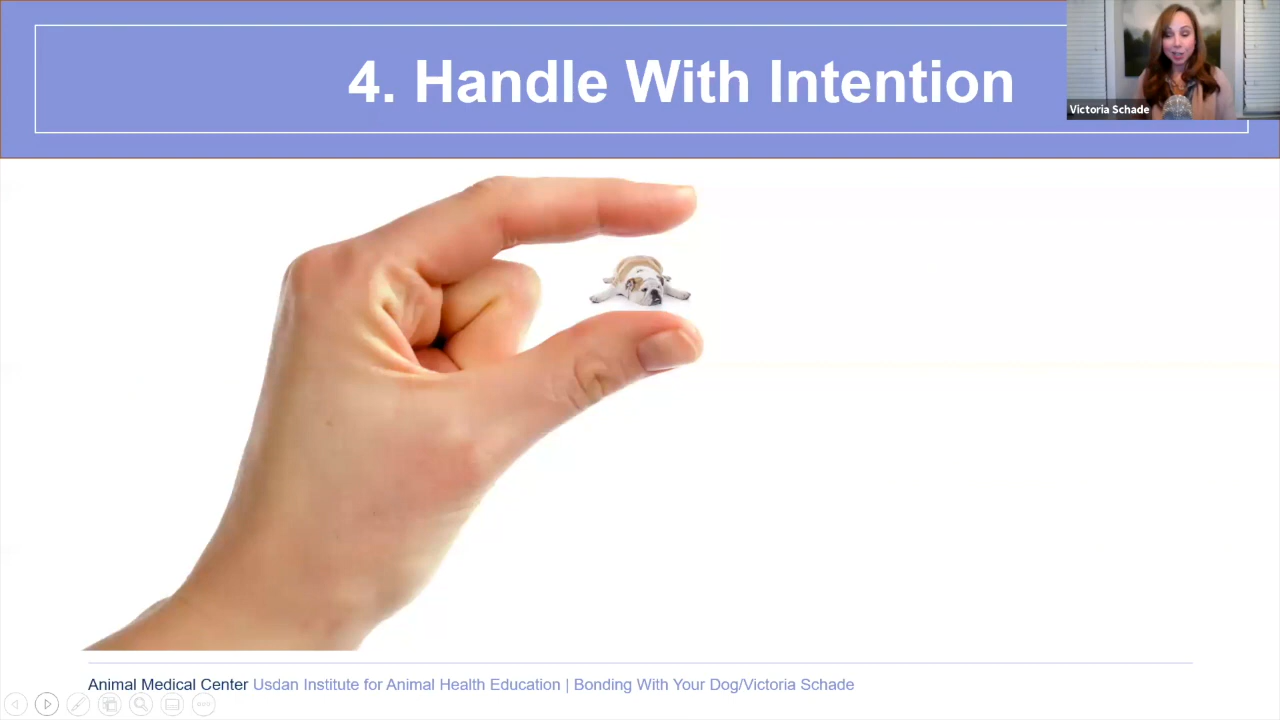 4. Handle With Intention
Victoria Schade
Animal Medical Center Usdan Institute for Animal Health Education | Bonding With Your Dog/Victoria Schade